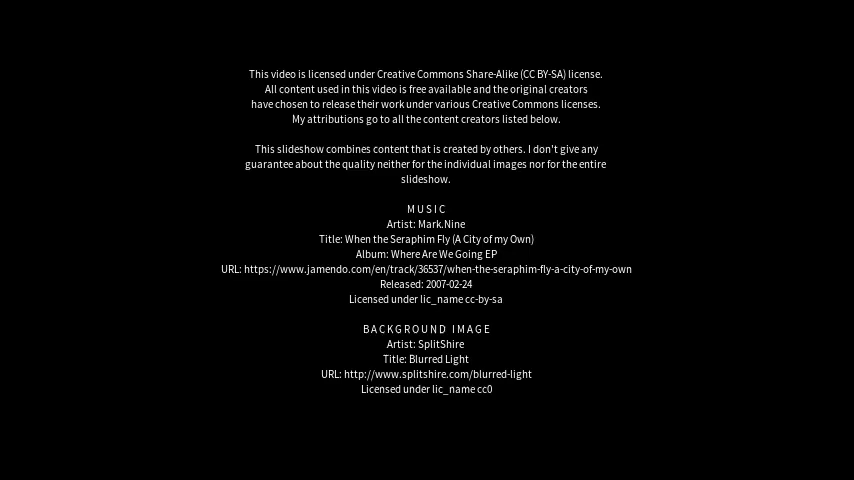 This video is licensed under Creative Commons Share-Alike (CC BY-SA) license.
All content used in this video is free available and the original creators
have chosen to release their work under various Creative Commons licenses.
My attributions go to all the content creators listed below.
This slideshow combines content that is created by others. I don't give any
guarantee about the quality neither for the individual images nor for the entire
slideshow.
MUSIC
Artist: Mark.Nine
Title: When the Seraphim Fly (A City of my Own)
Album: Where Are We Going EP
URL: https://www.jamendo.com/en/track/36537/when-the-seraphim-fly-a-city-of-my-own
Released: 2007-02-24
Licensed under lic_name cc-by-sa
BACKGROUND IMAGE
Artist: SplitShire
Title: Blurred Light
URL: http://www.splitshire.com/blurred-light
Licensed under lic_name cc0